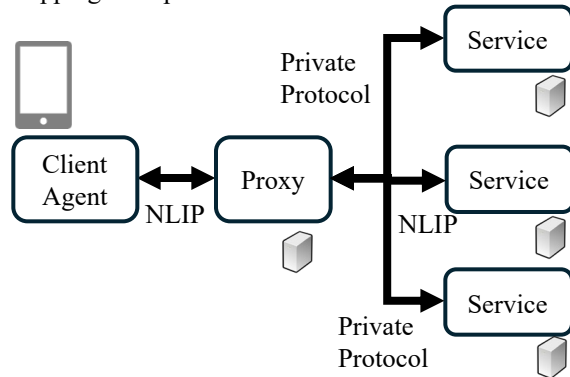 Service
Private
Protocol
Client
Agent
NLIP
Proxy
Service
NLIP
Service
Private
Protocol